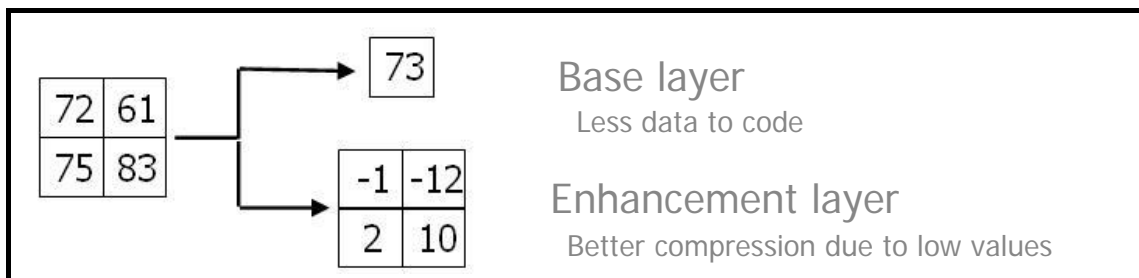 72 61
75 83
73
Base layer
Less data to code
-1 -12
2 10
Enhancement layer
Better compression due to low values